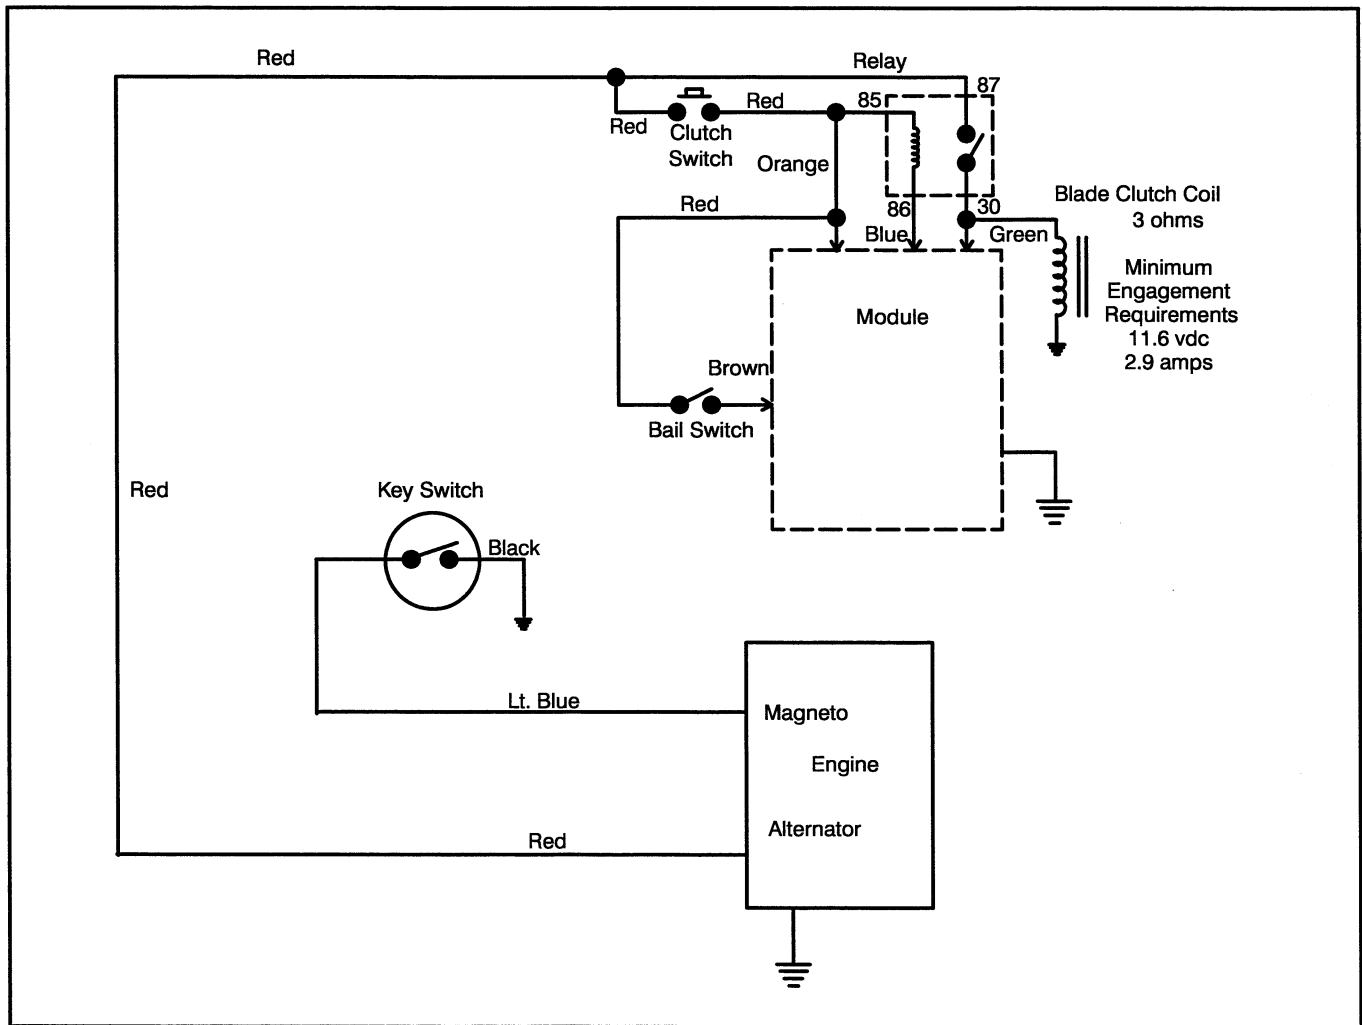 Red
Relay
87
Red
85
Red
Clutch
Switch
Orange
Red
86
30
Blue
Green
Blade Clutch Coil
3 ohms
Minimum
Engagement
Requirements
11.6 vdc
2.9 amps
Module
Brown
Bail Switch
Red
Key Switch
Black
Lt. Blue
Magneto
Engine
Alternator
Red